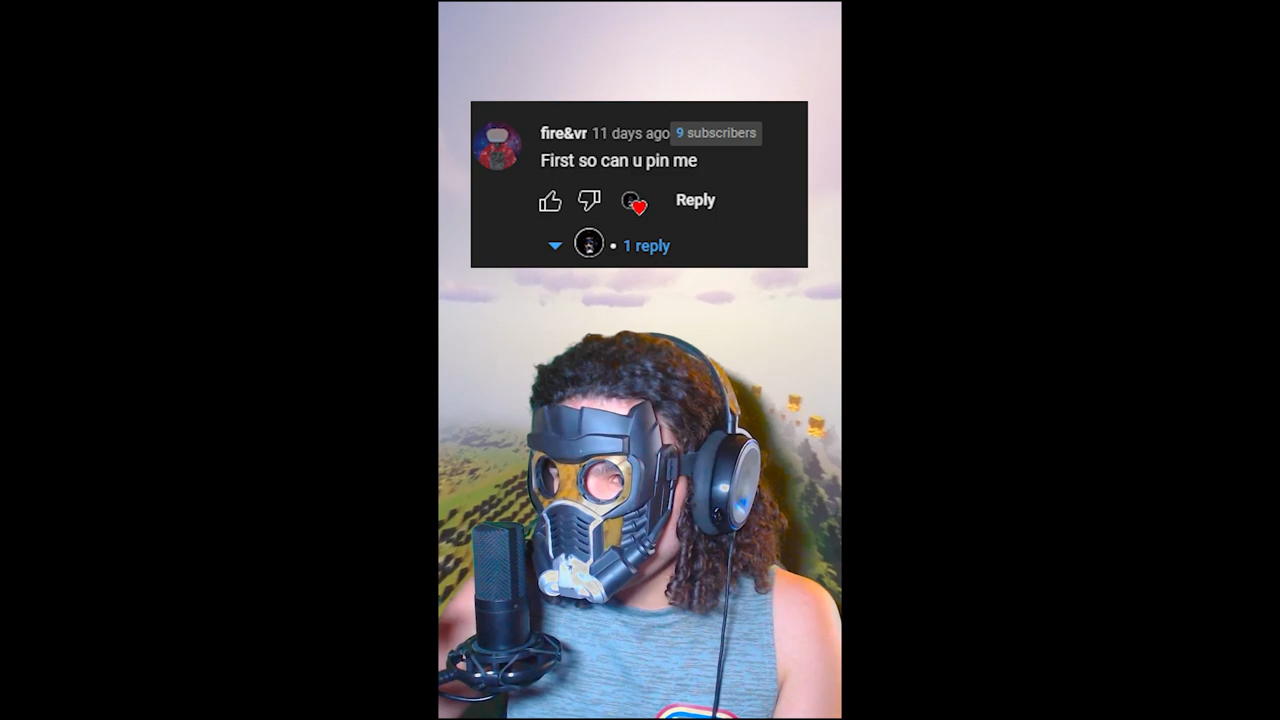 fire&vr 11 days ago 9 subscribers
First so can u pin me
Reply
1 reply